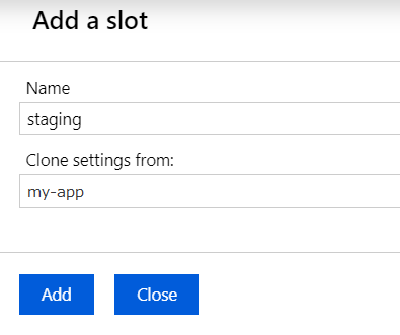 Add a slot
Name
staging
Clone settings from:
my-app
Add
Close